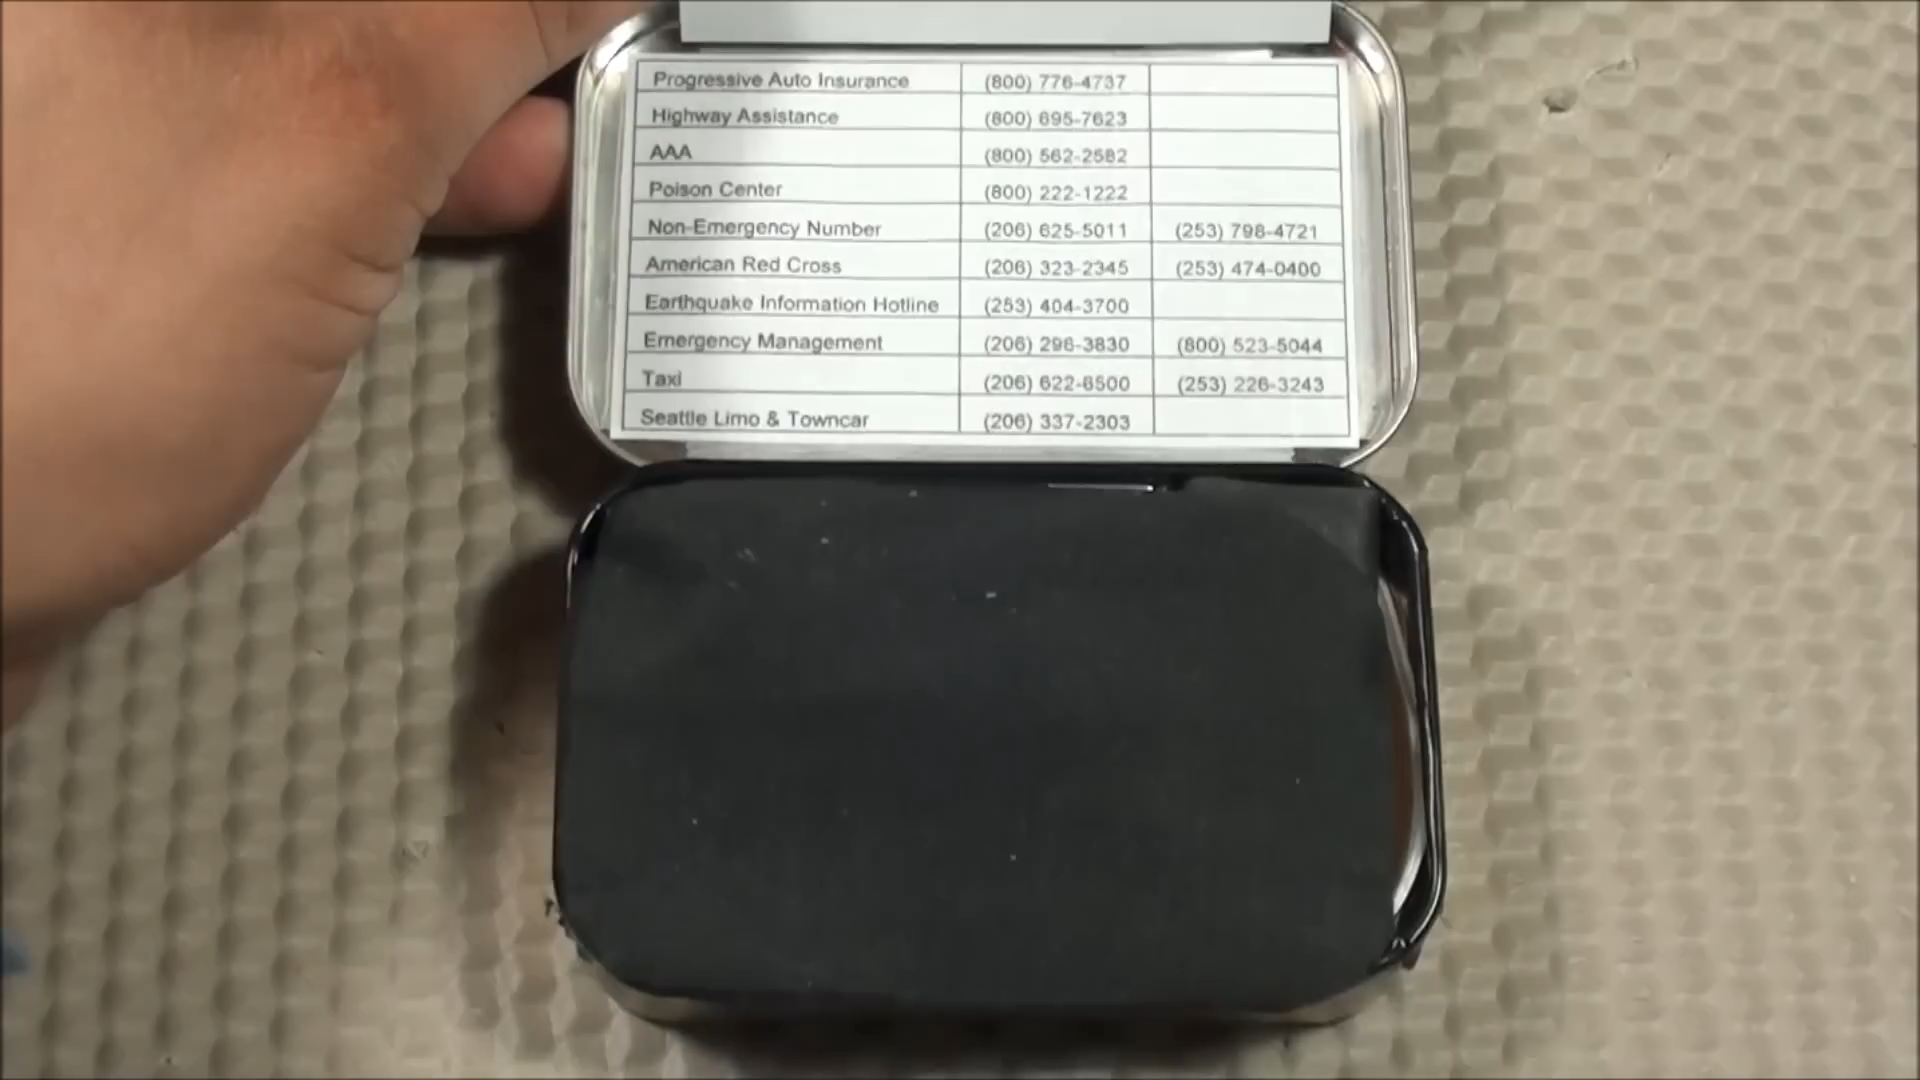 Progressive Auto Insurance (800) 776-4737
Highway Assistance (800) 695-7623
AAA (800) 562-2582
Poison Center (800) 222-1222
Non-Emergency Number (206) 625-5011 (253) 798-4721
American Red Cross (206) 323-2345 (253) 474-0400
Earthquake Information Hotline (253) 404-3700
Emergency Management (206) 296-3830 (800) 523-5044
Taxi (206) 622-6500 (253) 226-3243
Seattle Limo & Towncar (206) 337-2303